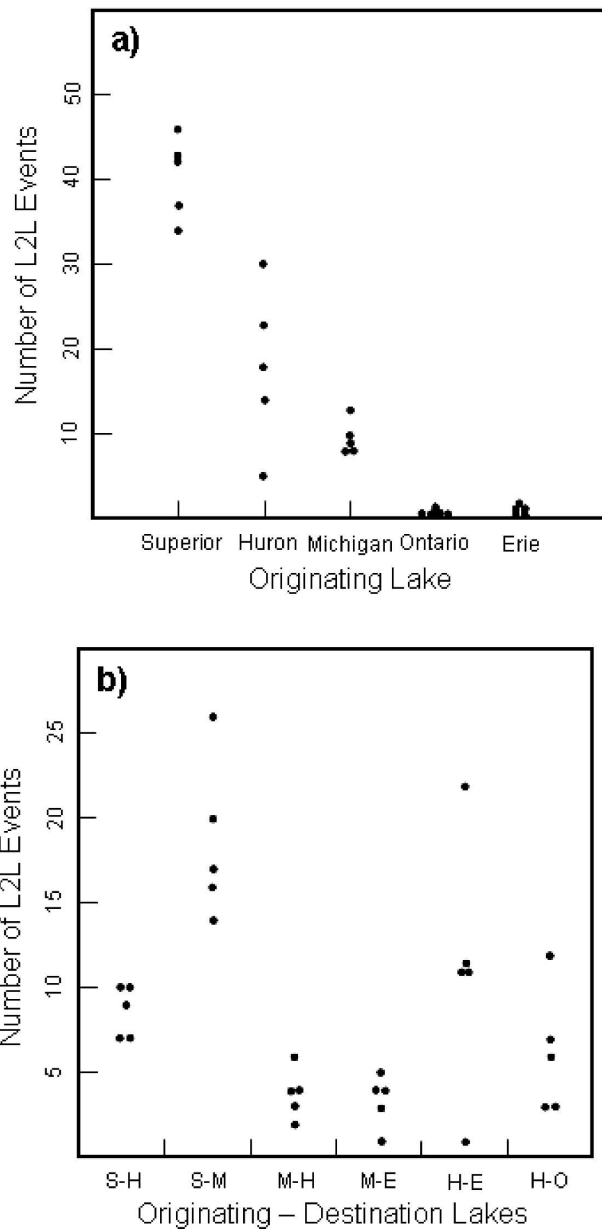 a)
50
40
30
20
10
Number of L2L Events
Superior Huron Michigan Ontario Erie
Originating Lake
b)
25
20
15
10
5
Number of L2L Events
S-H S-M M-H M-E H-E H-O
Originating – Destination Lakes